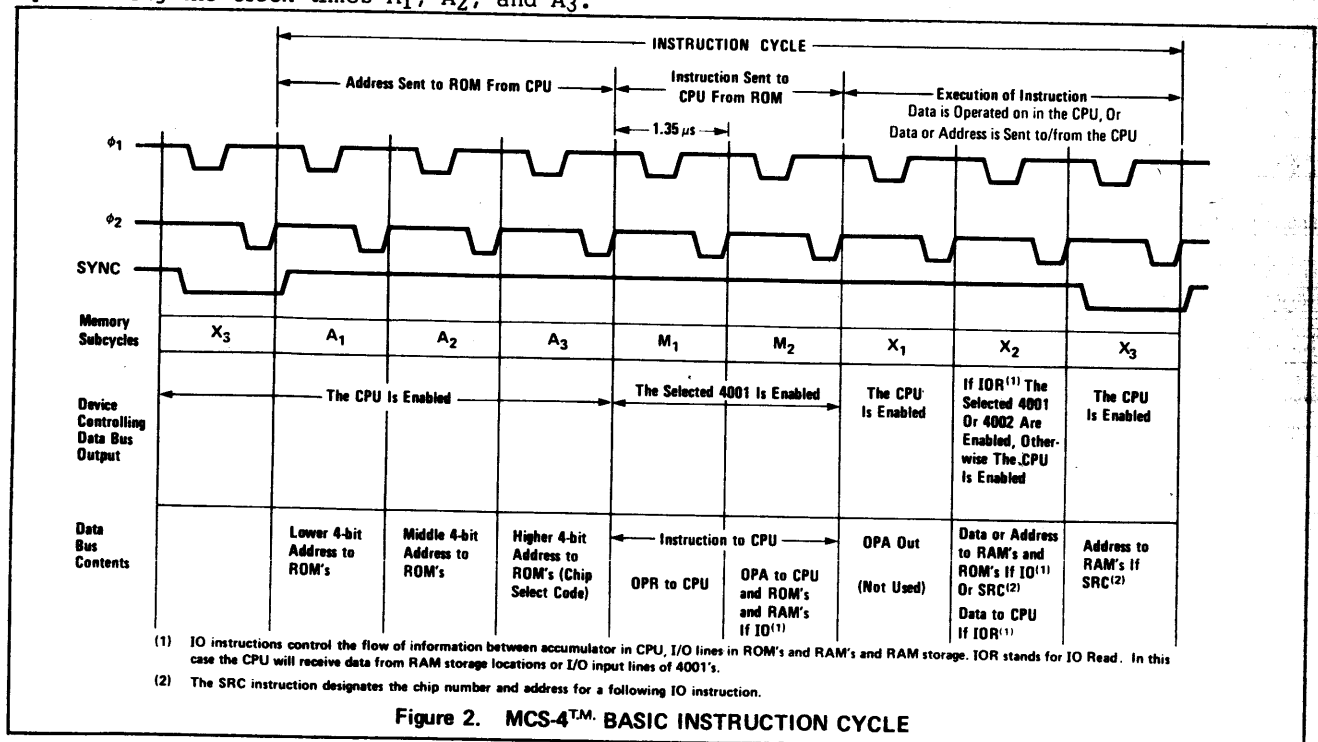 the clock times A1, A2, and A3.
INSTRUCTION CYCLE
Address Sent to ROM From CPU
Instruction Sent to
CPU From ROM
Execution of Instruction
Data is Operated on in the CPU, Or
Data or Address is Sent to/from the CPU
1.35 μs
ϕ1
ϕ2
SYNC
Memory
Subcycles
X3
A1
A2
A3
M1
M2
X1
X2
X3
Device
Controlling
Data Bus
Output
The CPU Is Enabled
The Selected 4001 Is Enabled
The CPU
Is Enabled
If IOR(1) The
Selected 4001
Or 4002 Are
Enabled, Other-
wise The CPU
Is Enabled
The CPU
Is Enabled
Data
Bus
Contents
Lower 4-bit
Address to
ROM's
Middle 4-bit
Address to
ROM's
Higher 4-bit
Address to
ROM's (Chip
Select Code)
Instruction to CPU
OPR to CPU
OPA to CPU
and ROM's
and RAM's
If IO(1)
OPA Out
(Not Used)
Data or Address
to RAM's and
ROM's If IO(1)
Or SRC(2)
Data to CPU
If IOR(1)
Address to
RAM's If
SRC(2)
(1) IO instructions control the flow of information between accumulator in CPU, I/O lines in ROM's and RAM's and RAM storage. IOR stands for IO Read. In this
case the CPU will receive data from RAM storage locations or I/O input lines of 4001's.
(2) The SRC instruction designates the chip number and address for a following IO instruction.
Figure 2. MCS-4T.M. BASIC INSTRUCTION CYCLE